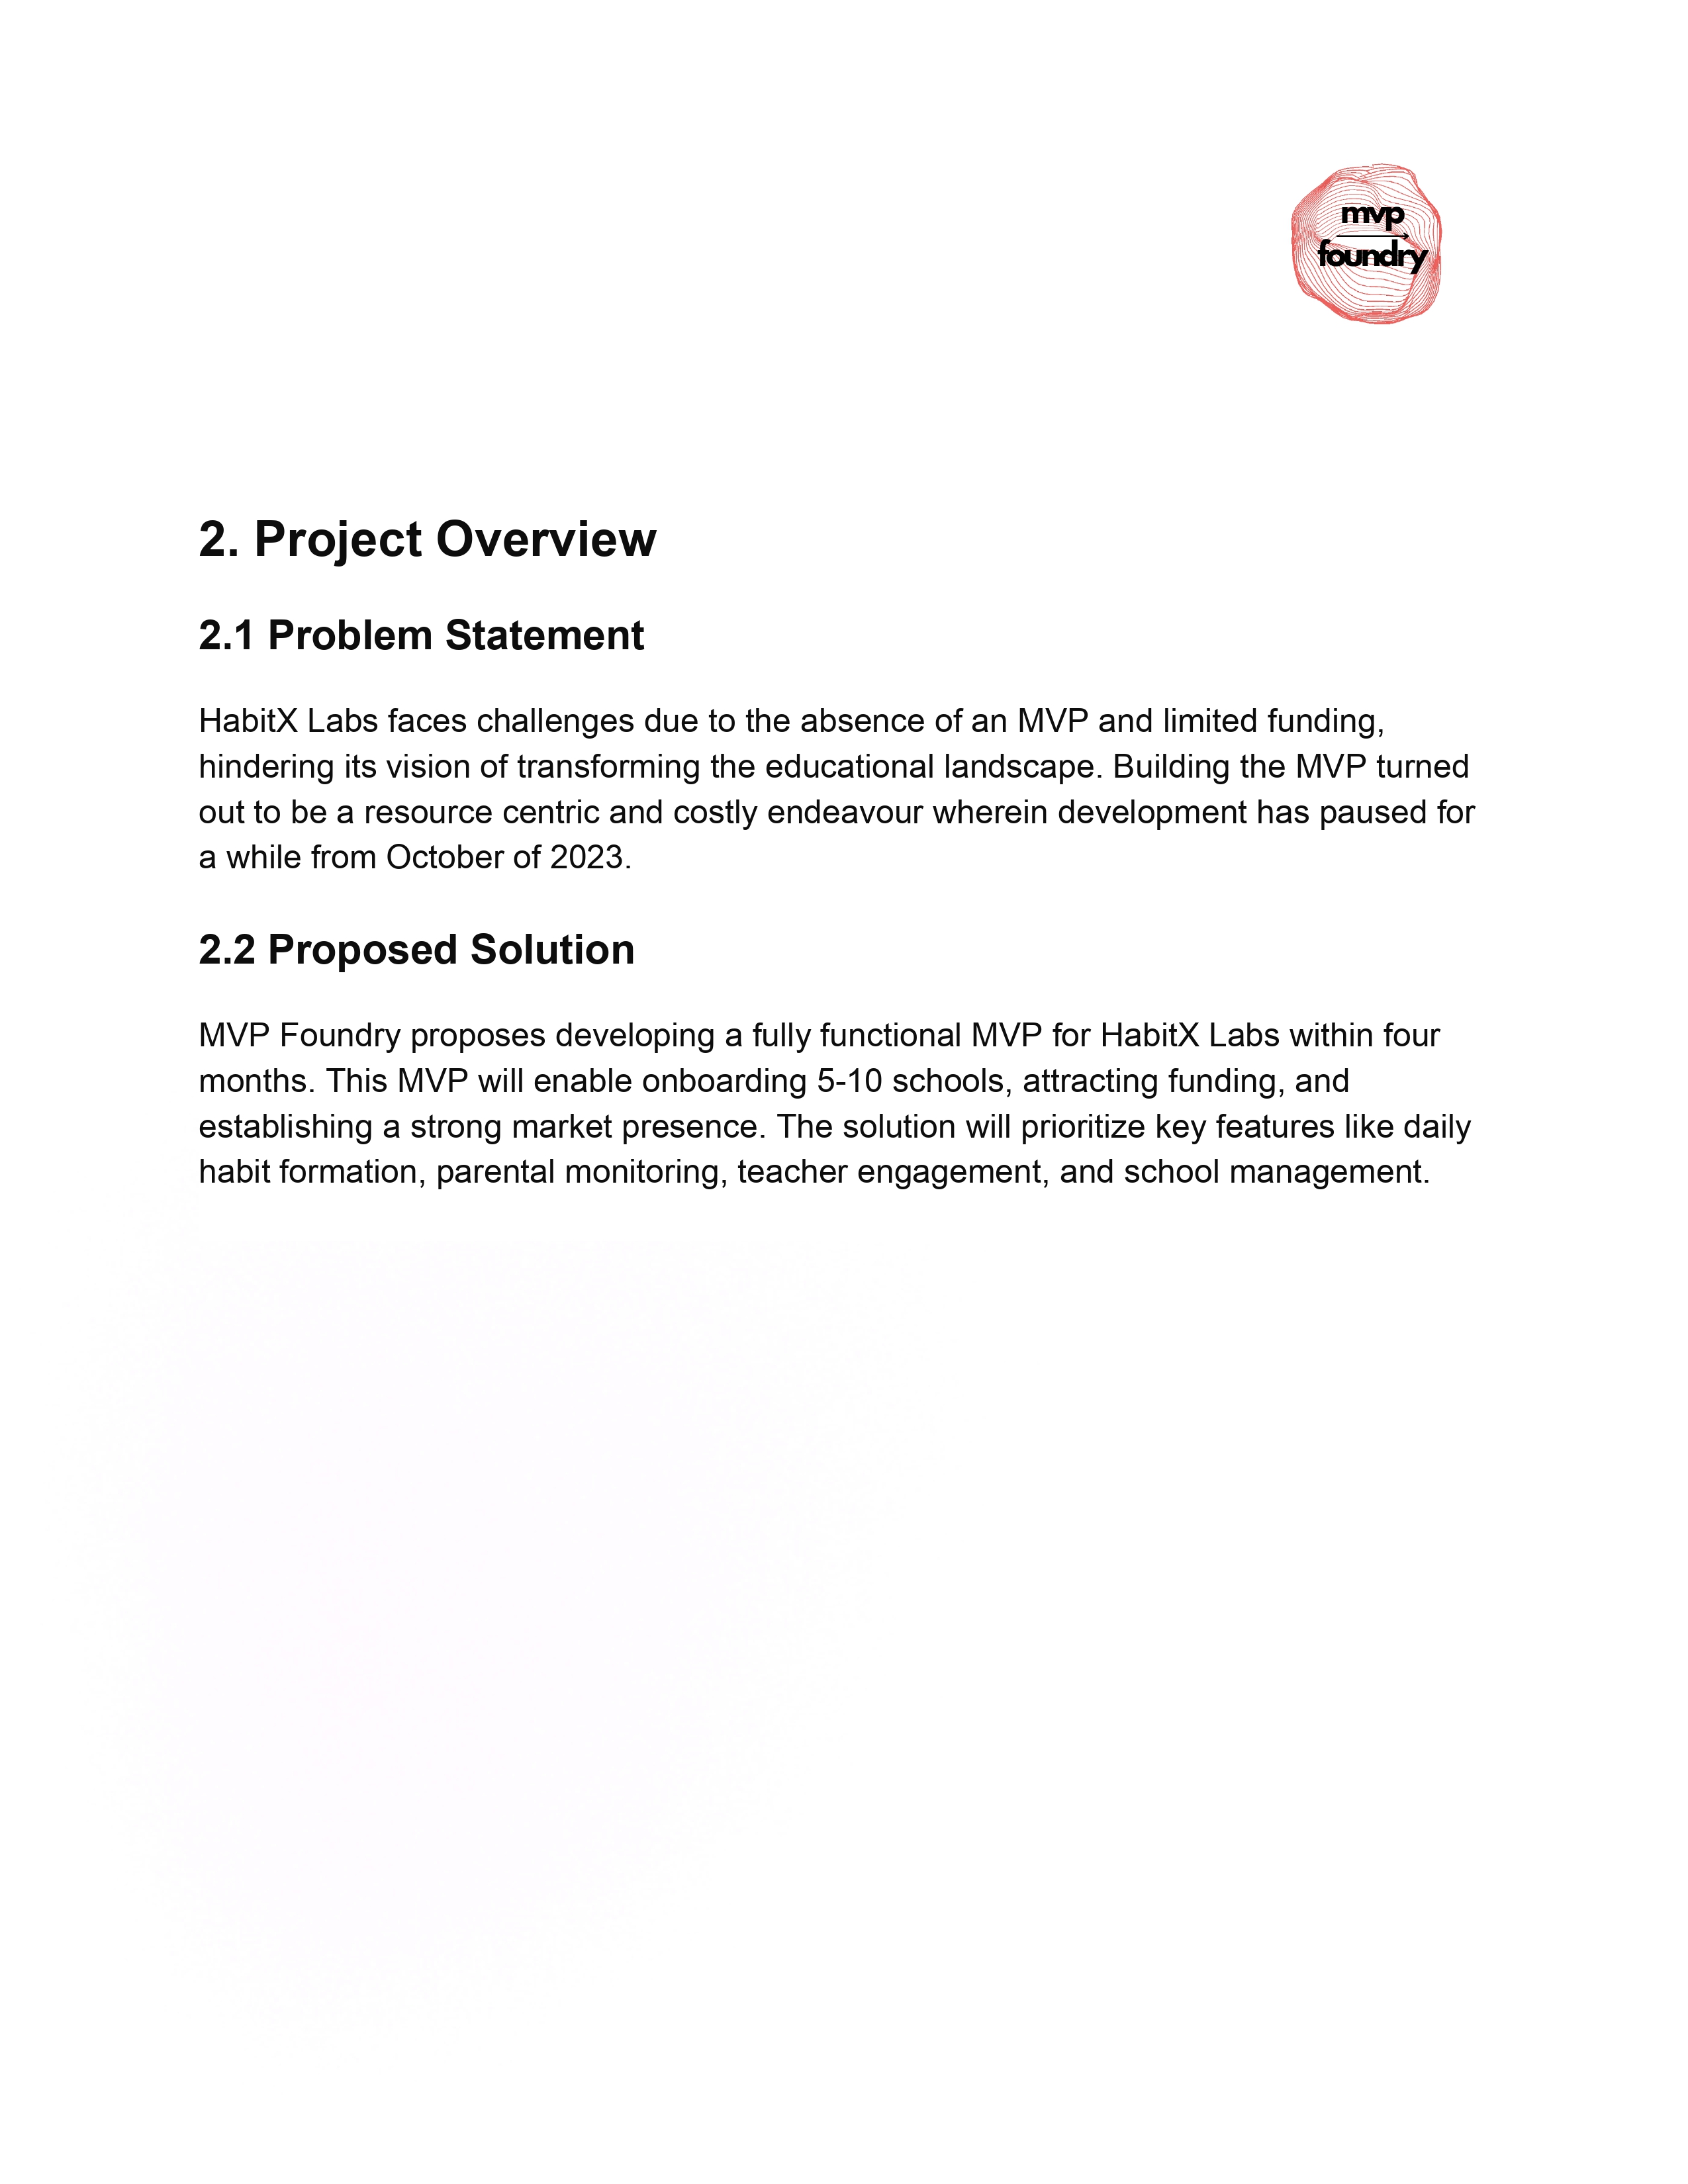 mvp
foundry
2. Project Overview
2.1 Problem Statement
HabitX Labs faces challenges due to the absence of an MVP and limited funding,
hindering its vision of transforming the educational landscape. Building the MVP turned
out to be a resource centric and costly endeavour wherein development has paused for
a while from October of 2023.
2.2 Proposed Solution
MVP Foundry proposes developing a fully functional MVP for HabitX Labs within four
months. This MVP will enable onboarding 5-10 schools, attracting funding, and
establishing a strong market presence. The solution will prioritize key features like daily
habit formation, parental monitoring, teacher engagement, and school management.